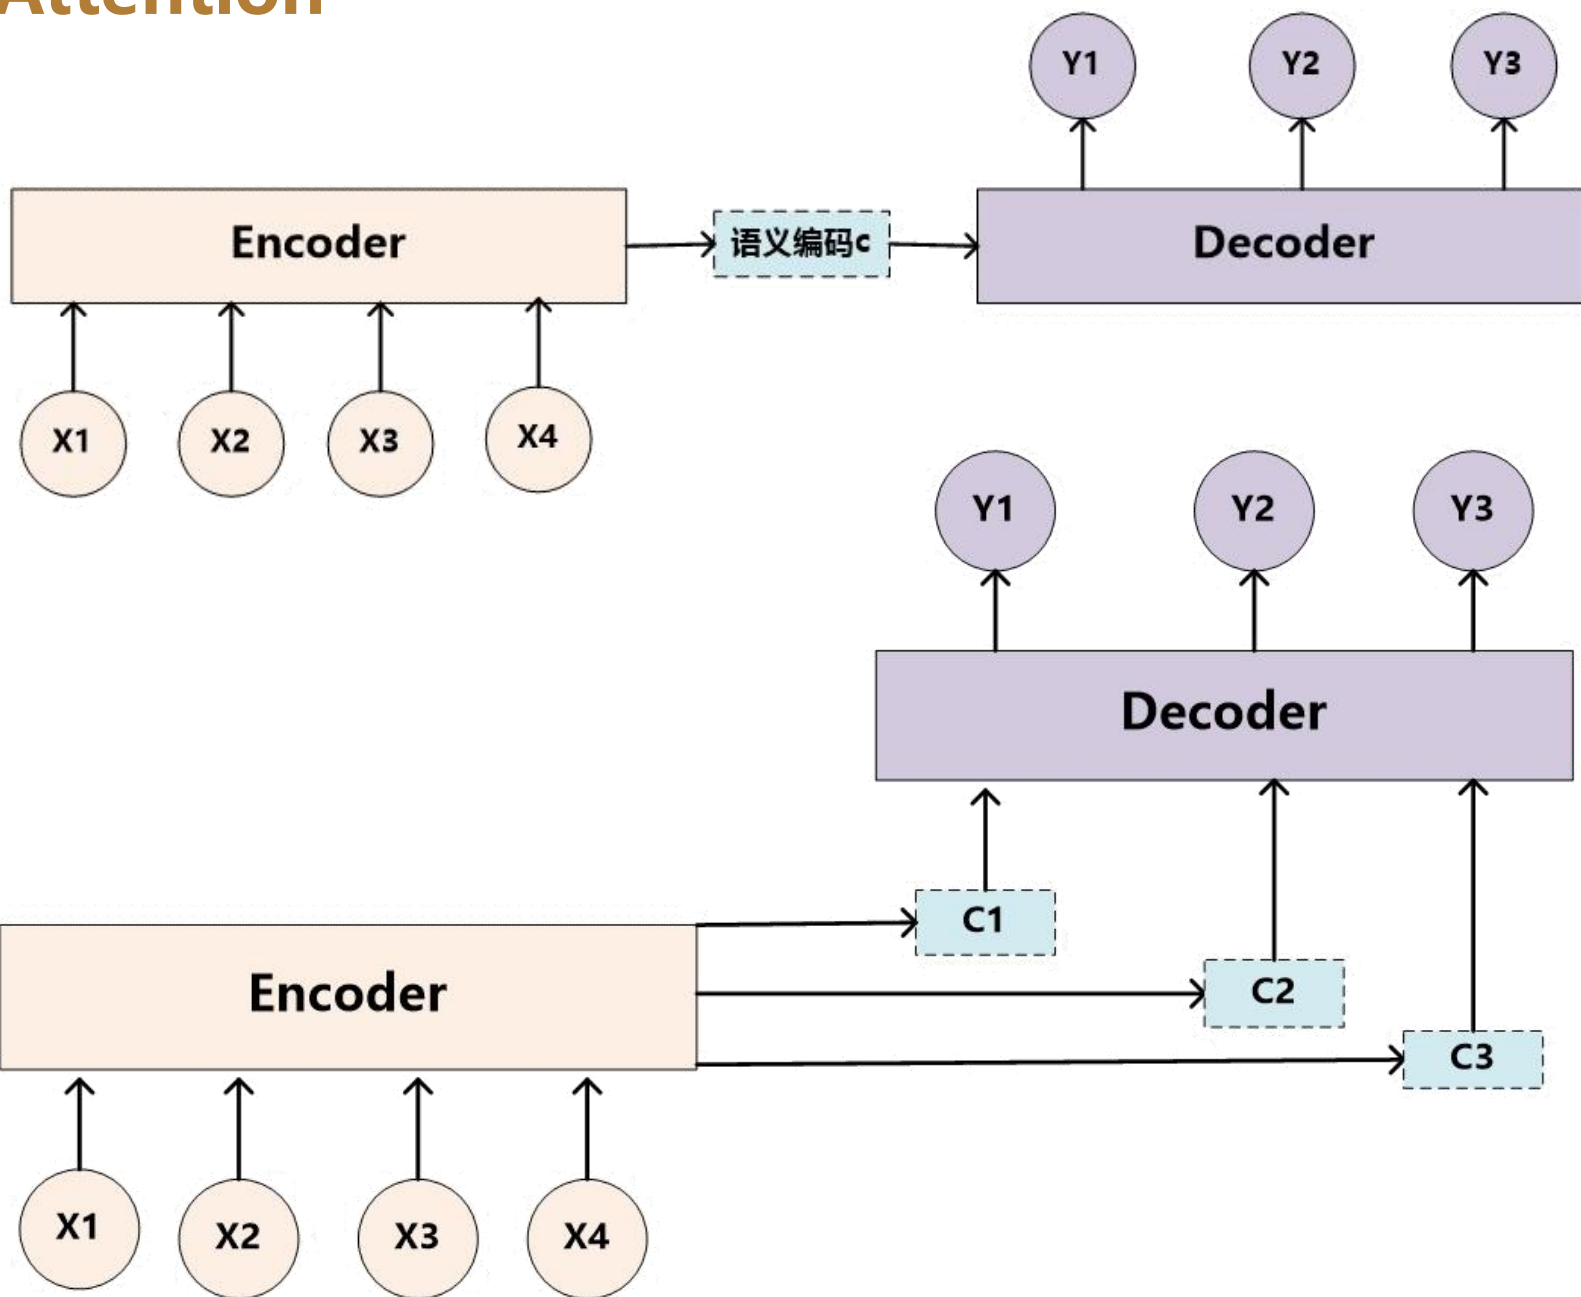 Attention
Y1 Y2 Y3
Encoder 语义编码c Decoder
X1 X2 X3 X4
Y1 Y2 Y3
Decoder
C1
Encoder C2
C3
X1 X2 X3 X4